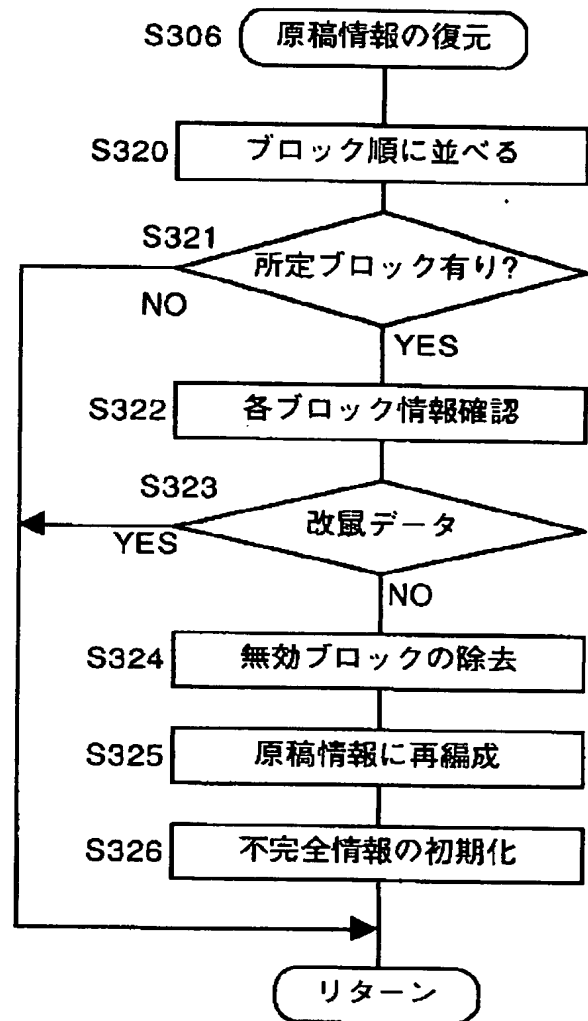 S306 原稿情報の復元
S320 ブロック順に並べる
S321 所定ブロック有り?
NO
YES
S322 各ブロック情報確認
S323 改鼠データ
YES
NO
S324 無効ブロックの除去
S325 原稿情報に再編成
S326 不完全情報の初期化
リターン